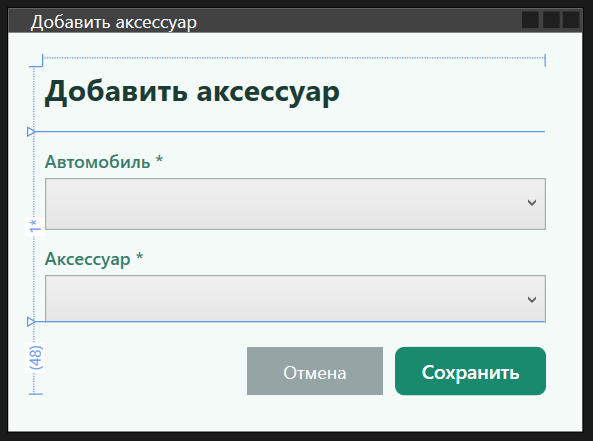 Добавить аксессуар
Добавить аксессуар
Автомобиль *
1*
Аксессуар *
(48)
Отмена
Сохранить